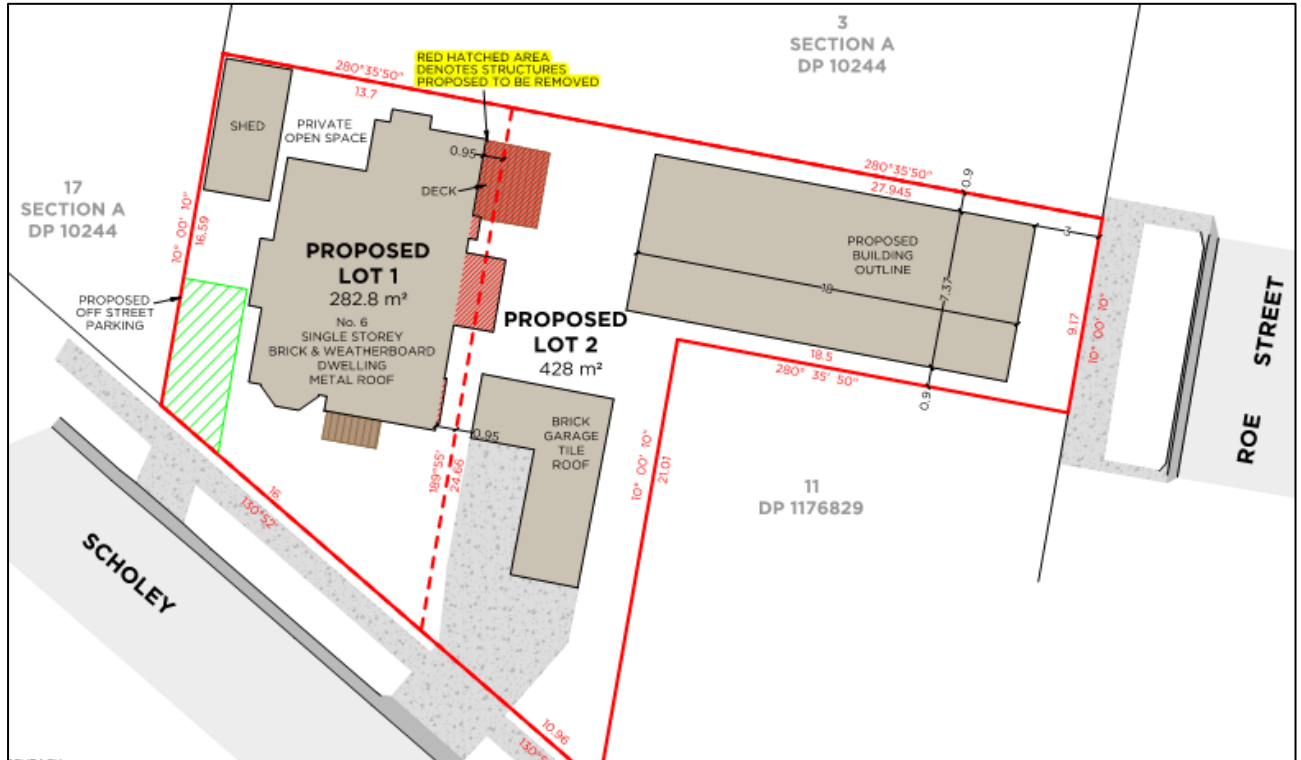 3
SECTION A
DP 10244
RED HATCHED AREA
DENOTES STRUCTURES
PROPOSED TO BE REMOVED
280°35'50"
13.7
SHED
PRIVATE
OPEN SPACE
0.95
DECK
280°35'50"
27.945
0.9
17
SECTION A
DP 10244
10° 00' 10"
16.59
PROPOSED
LOT 1
282.8 m²
No. 6
SINGLE STOREY
BRICK & WEATHERBOARD
DWELLING
METAL ROOF
PROPOSED
OFF STREET
PARKING
PROPOSED
BUILDING
OUTLINE
3
18
7.37
PROPOSED
LOT 2
428 m²
9.17
10° 00' 10"
ROE STREET
18.5
280° 35' 50"
0.9
BRICK
GARAGE
TILE
ROOF
0.95
189°55'
24.66
10° 00' 10"
21.01
11
DP 1176829
16
130°52'
SCHOLEY
10.96